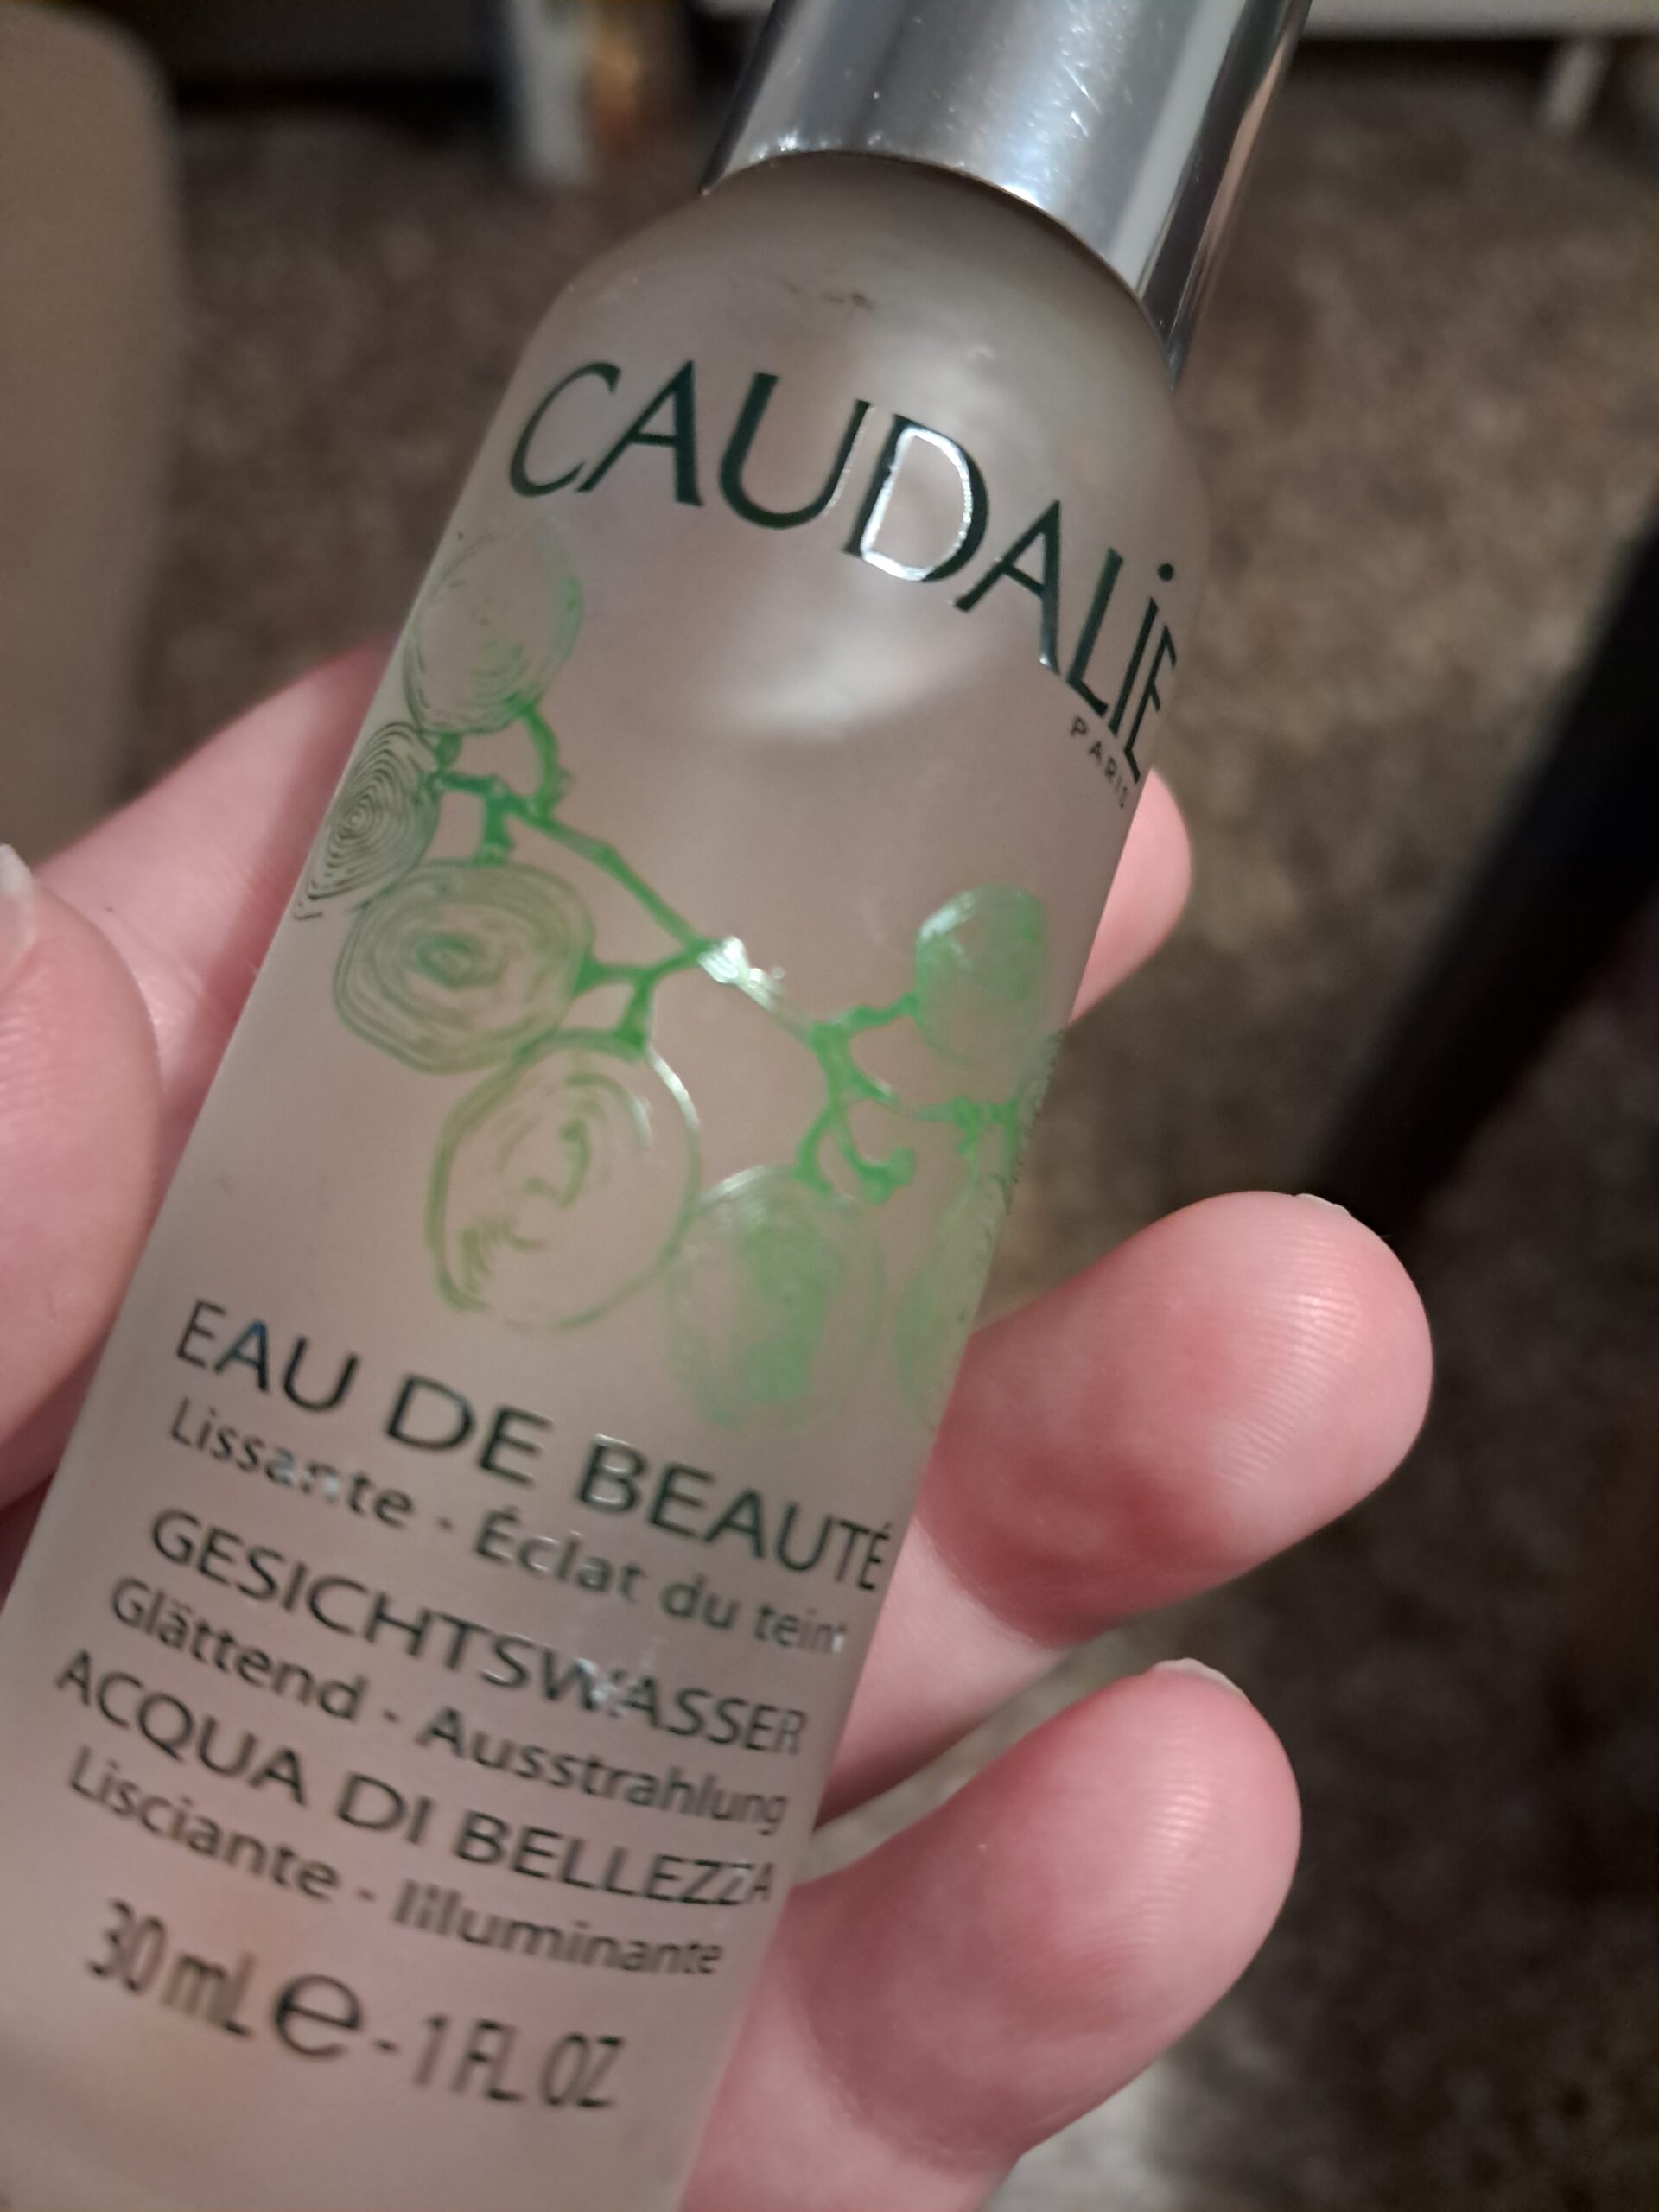 CAUDALİE
PARIS
EAU DE BEAUTÉ
Lissante - Éclat du teint
GESICHTSWASSER
Glättend - Ausstrahlung
ACQUA DI BELLEZZA
Lisciante - Illuminante
30 mL e - 1 FL OZ